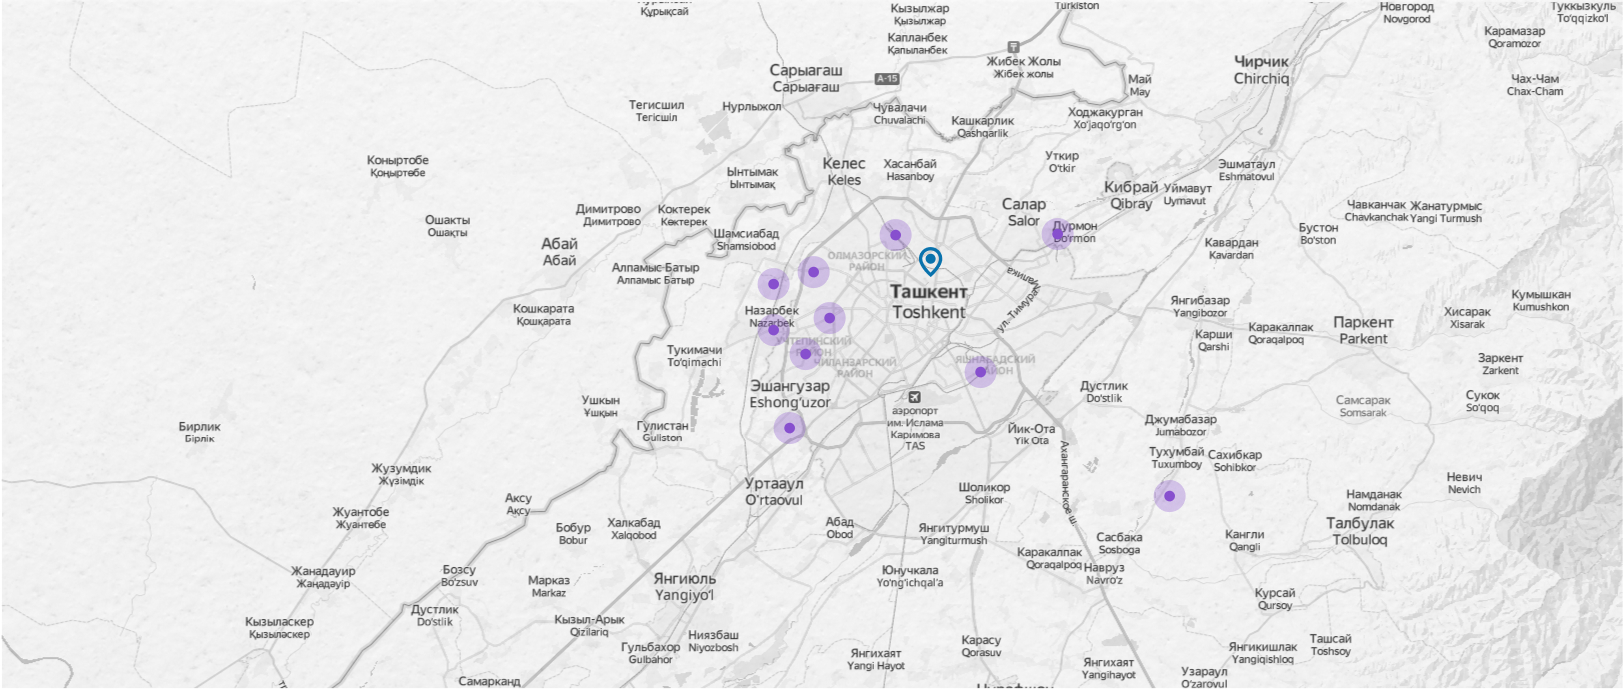 Құрықсай
Кызылжар
Қызылжар
Turkiston
Новгород
Novgorod
Туккызкуль
To'qqizko'l
Капланбек
Қапыланбек
Карамазар
Qoramozor
Жибек Жолы
Жібек жолы
Чирчик
Chirchiq
Сарыагаш
Сарыағаш
А-15
Май
May
Чах-Чам
Chax-Cham
Тегисшил
Тегісшіл
Нурлыжол
Чувалачи
Chuvalachi
Кашкарлик
Qashqarlik
Ходжакурган
Xo'jaqo'rg'on
Коныртобе
Қоңыртөбе
Келес
Keles
Хасанбай
Hasanboy
Уткир
O'tkir
Эшматаул
Eshmatovul
Ынтымак
Ынтымақ
Кибрай
Qibray
Уймавут
Uymavut
Ошакты
Ошақты
Димитрово
Димитрово
Коктерек
Көктерек
Салар
Salor
Чавканчак
Chavkanchak
Жанатурмыс
Yangi Turmush
Шамсиабад
Shamsiobod
Дурмон
Do'rmon
Бустон
Bo'ston
Абай
Абай
Кавардан
Kavardan
ОЛМАЗОРСКИЙ
РАЙОН
Алпамыс Батыр
Алпамыс Батыр
Малика
Ташкент
Toshkent
ул. Тимура
Кошкарата
Қошқарата
Назарбек
Nazarbek
Янгибазар
Yangibozor
Кумышкан
Kumushkon
Хисарак
Xisarak
Паркент
Parkent
Карши
Qarshi
Каракалпак
Qoraqalpoq
УЧТЕПИНСКИЙ
РАЙОН
Тукимачи
To'qimachi
ЧИЛАНЗАРСКИЙ
РАЙОН
ЯШНАБАДСКИЙ
РАЙОН
Заркент
Zarkent
Эшангузар
Eshong'uzor
Дустлик
Do'stlik
Сукок
So'qoq
Самсарак
Somsarak
Ушкын
Ұшқын
аэропорт
им. Ислама
Каримова
TAS
Джумабазар
Jumabozor
Бирлик
Бірлік
Гулистан
Guliston
Йик-Ота
Yik Ota
Ахангаранское ш.
Тухумбай
Tuxumboy
Сахибкар
Sohibkor
Жузумдик
Жүзімдік
Уртааул
O'rtaovul
Шоликор
Sholikor
Невич
Nevich
Намданак
Nomdanak
Аксу
Ақсу
Жуантобе
Жуантөбе
Бобур
Bobur
Халкабад
Xalqobod
Абад
Obod
Янгитурмуш
Yangiturmush
Талбулак
Tolbuloq
Сасбака
Sosboga
Кангли
Qangli
Каракалпак
Qoraqalpoq
Навруз
Navro'z
Жанадауир
Жаңадәуір
Бозсу
Bo'zsuv
Марказ
Markaz
Янгиюль
Yangiyo'l
Юнучкала
Yo'ng'ichqal'a
Дустлик
Do'stlik
Курсай
Qursoy
Кызыласкер
Қызыләскер
Кызыл-Арык
Qizilariq
Ниязбаш
Niyozbosh
Гульбахор
Gulbahor
Карасу
Qorasuv
Янгихаят
Yangi Hayot
Янгихаят
Yangihayot
Янгикишлак
Yangiqishloq
Ташсай
Toshsoy
Узараул
O'zarovul
Самарканд